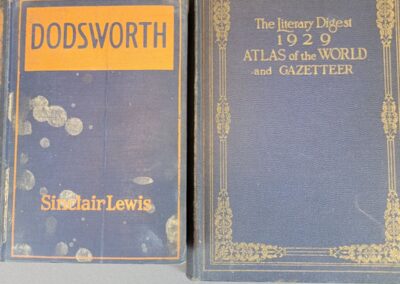 DODSWORTH
Sinclair Lewis
The Literary Digest
1929
ATLAS of the WORLD
and GAZETTEER